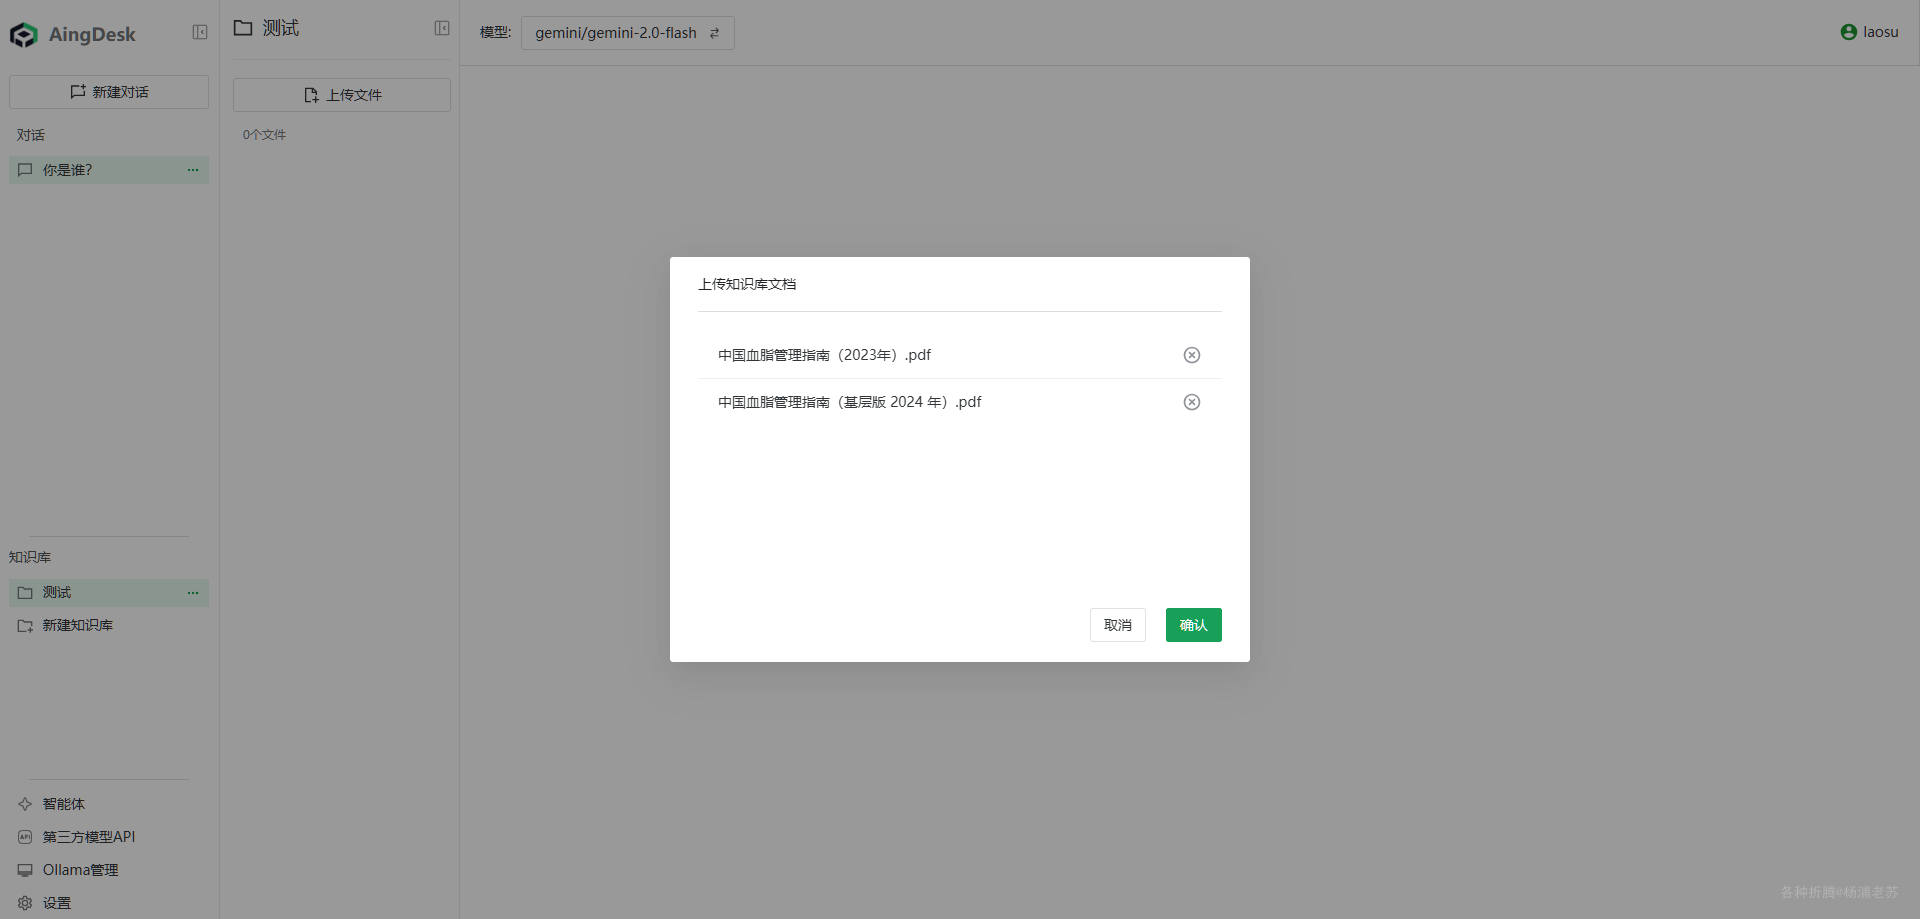 AingDesk
新建对话
对话
你是谁?
知识库
测试
新建知识库
智能体
第三方模型API
Ollama管理
设置
测试
上传文件
0个文件
模型:
gemini/gemini-2.0-flash
laosu
上传知识库文档
中国血脂管理指南（2023年）.pdf
中国血脂管理指南（基层版 2024 年）.pdf
取消
确认
各种折腾#杨浦老苏